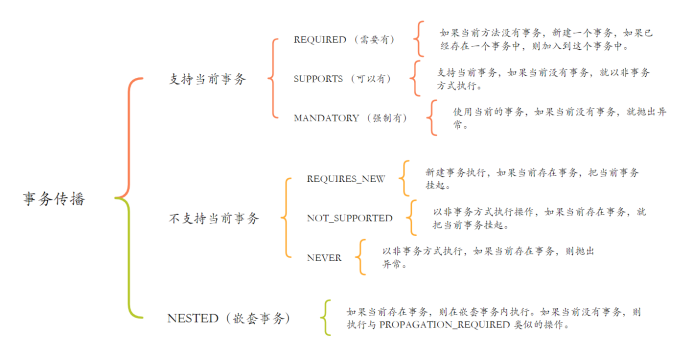 事务传播
支持当前事务
REQUIRED（需要有）
如果当前方法没有事务，新建一个事务，如果已
经存在一个事务中，则加入到这个事务中。
SUPPORTS（可以有）
支持当前事务，如果当前没有事务，就以非事务
方式执行。
MANDATORY（强制有）
使用当前的事务，如果当前没有事务，就抛出异
常。
不支持当前事务
REQUIRES_NEW
新建事务执行，如果当前存在事务，把当前事务
挂起。
NOT_SUPPORTED
以非事务方式执行操作，如果当前存在事务，就
把当前事务挂起。
NEVER
以非事务方式执行，如果当前存在事务，则抛出
异常。
NESTED（嵌套事务）
如果当前存在事务，则在嵌套事务内执行。如果当前没有事务，则
执行与 PROPAGATION_REQUIRED 类似的操作。